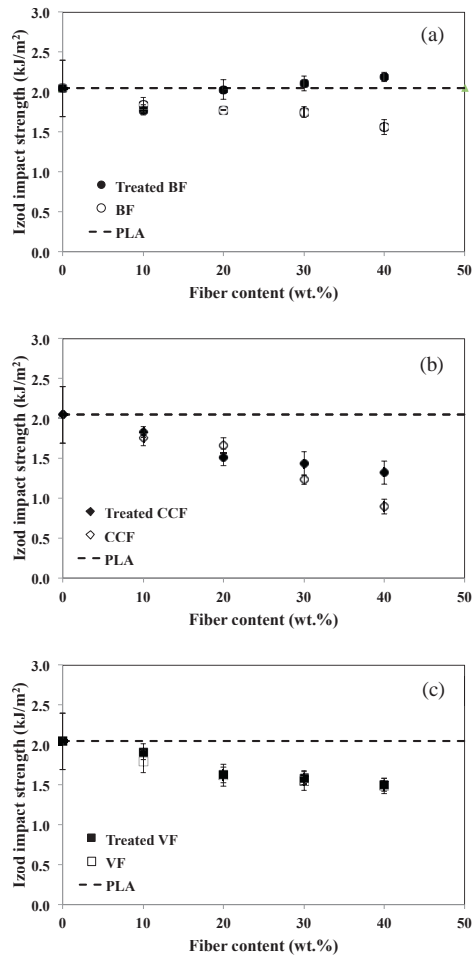 (a)
Izod impact strength (kJ/m²)
3.0
2.5
2.0
1.5
1.0
0.5
0.0
Treated BF
BF
PLA
0 10 20 30 40 50
Fiber content (wt.%)
(b)
Izod impact strength (kJ/m²)
3.0
2.5
2.0
1.5
1.0
0.5
0.0
Treated CCF
CCF
PLA
0 10 20 30 40 50
Fiber content (wt.%)
(c)
Izod impact strength (kJ/m²)
3.0
2.5
2.0
1.5
1.0
0.5
0.0
Treated VF
VF
PLA
0 10 20 30 40 50
Fiber content (wt.%)